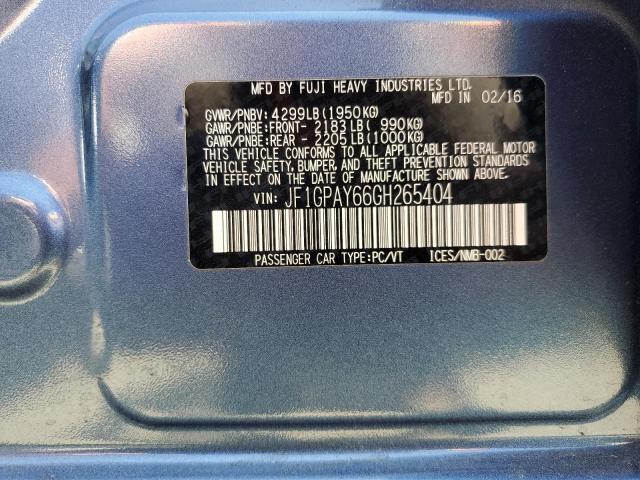 MFD BY FUJI HEAVY INDUSTRIES LTD.
MFD IN 02/16
GVWR/PNBV: 4299LB(1950KG)
GAWR/PNBE:FRONT- 2183LB( 990KG)
GAWR/PNBE:REAR - 2205LB(1000KG)
THIS VEHICLE CONFORMS TO ALL APPLICABLE FEDERAL MOTOR
VEHICLE SAFETY, BUMPER, AND THEFT PREVENTION STANDARDS
IN EFFECT ON THE DATE OF MANUFACTURE SHOWN ABOVE.
VIN: JF1GPAY66GH265404
PASSENGER CAR TYPE:PC/VT ICES/NMB-002